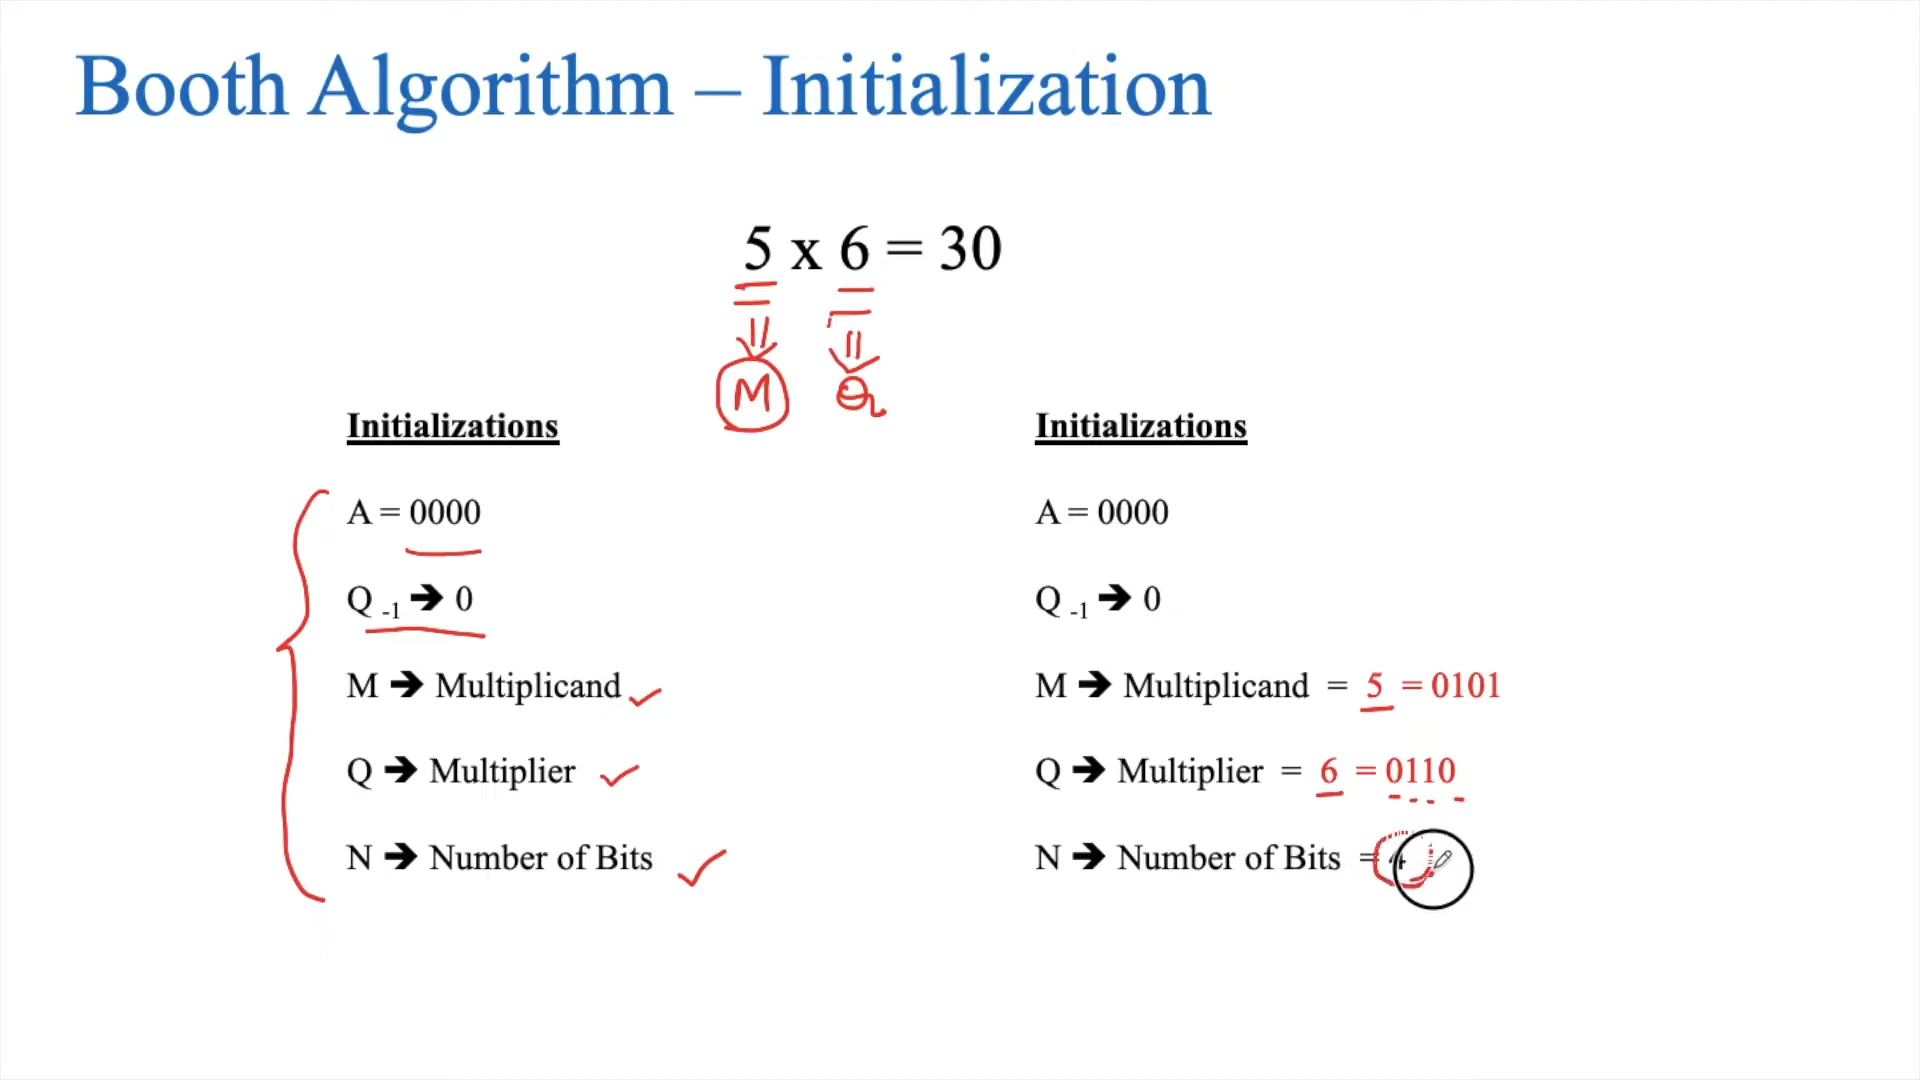 Booth Algorithm – Initialization
5 x 6 = 30
M Q
Initializations
A = 0000
Q -1 ➔ 0
M ➔ Multiplicand
Q ➔ Multiplier
N ➔ Number of Bits
Initializations
A = 0000
Q -1 ➔ 0
M ➔ Multiplicand = 5 = 0101
Q ➔ Multiplier = 6 = 0110
N ➔ Number of Bits =